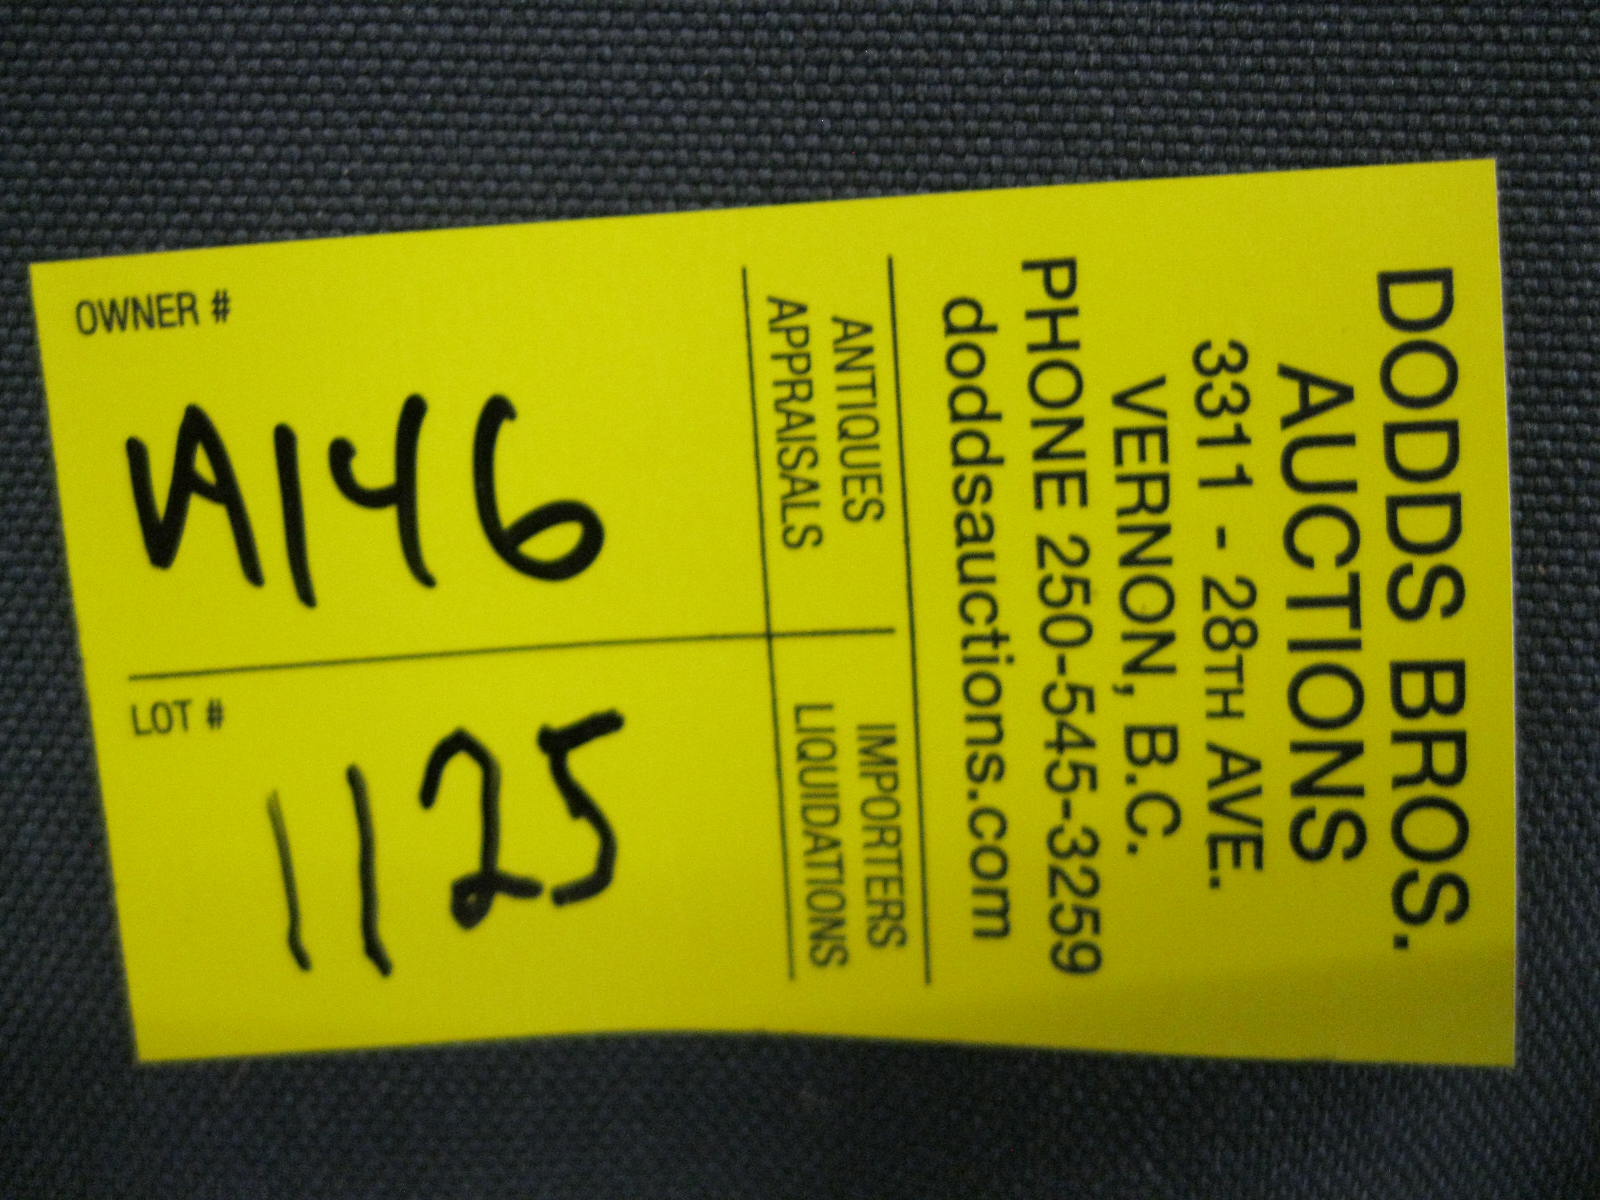 DODDS BROS.
AUCTIONS
3311 - 28TH AVE.
VERNON, B.C.
PHONE 250-545-3259
doddsauctions.com
ANTIQUES
APPRAISALS
IMPORTERS
LIQUIDATIONS
OWNER #
A146
LOT #
1125